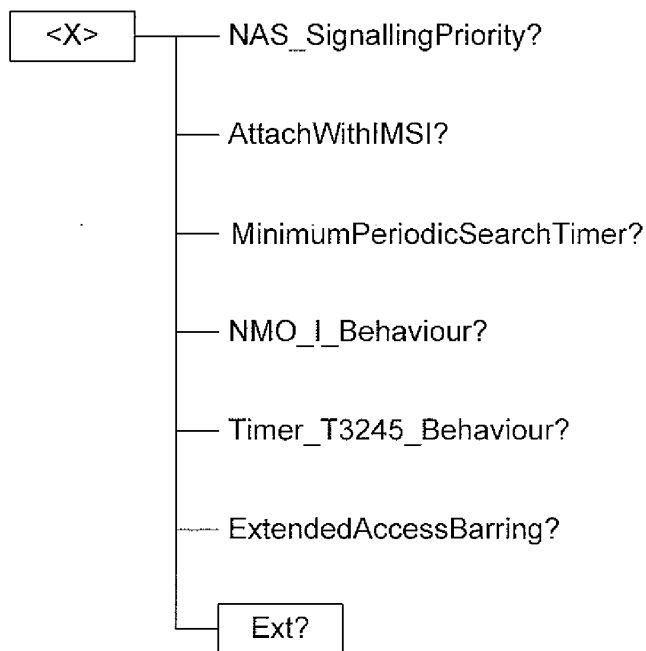 <X>
NAS_SignallingPriority?
AttachWithIMSI?
MinimumPeriodicSearchTimer?
NMO_I_Behaviour?
Timer_T3245_Behaviour?
ExtendedAccessBarring?
Ext?